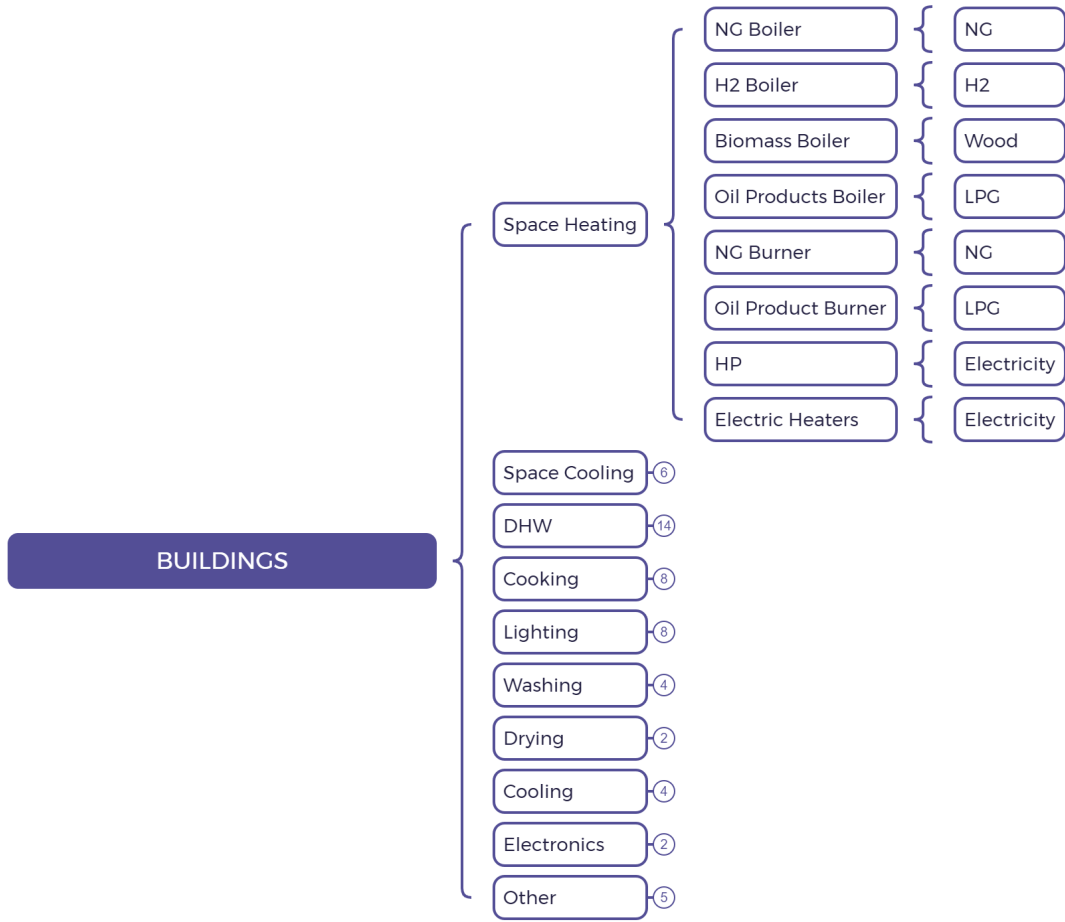 BUILDINGS
Space Heating
NG Boiler
NG
H2 Boiler
H2
Biomass Boiler
Wood
Oil Products Boiler
LPG
NG Burner
NG
Oil Product Burner
LPG
HP
Electricity
Electric Heaters
Electricity
Space Cooling 6
DHW 14
Cooking 8
Lighting 8
Washing 4
Drying 2
Cooling 4
Electronics 2
Other 5